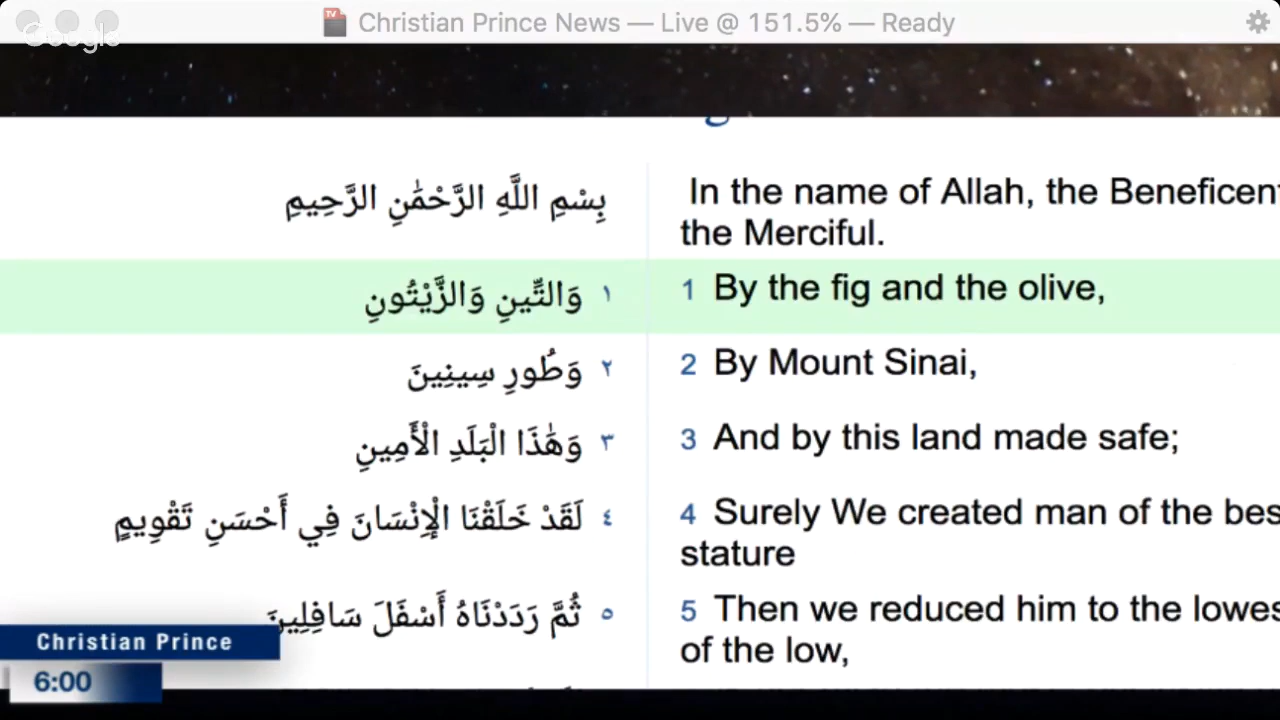 Christian Prince News — Live @ 151.5% — Ready
Google
بِسْمِ اللَّهِ الرَّحْمَٰنِ الرَّحِيمِ
In the name of Allah, the Beneficent
the Merciful.
١ وَالتِّينِ وَالزَّيْتُونِ
1 By the fig and the olive,
٢ وَطُورِ سِينِينَ
2 By Mount Sinai,
٣ وَهَٰذَا الْبَلَدِ الْأَمِينِ
3 And by this land made safe;
٤ لَقَدْ خَلَقْنَا الْإِنْسَانَ فِي أَحْسَنِ تَقْوِيمٍ
4 Surely We created man of the bes
stature
٥ ثُمَّ رَدَدْنَاهُ أَسْفَلَ سَافِلِينَ
5 Then we reduced him to the lowes
of the low,
Christian Prince
6:00